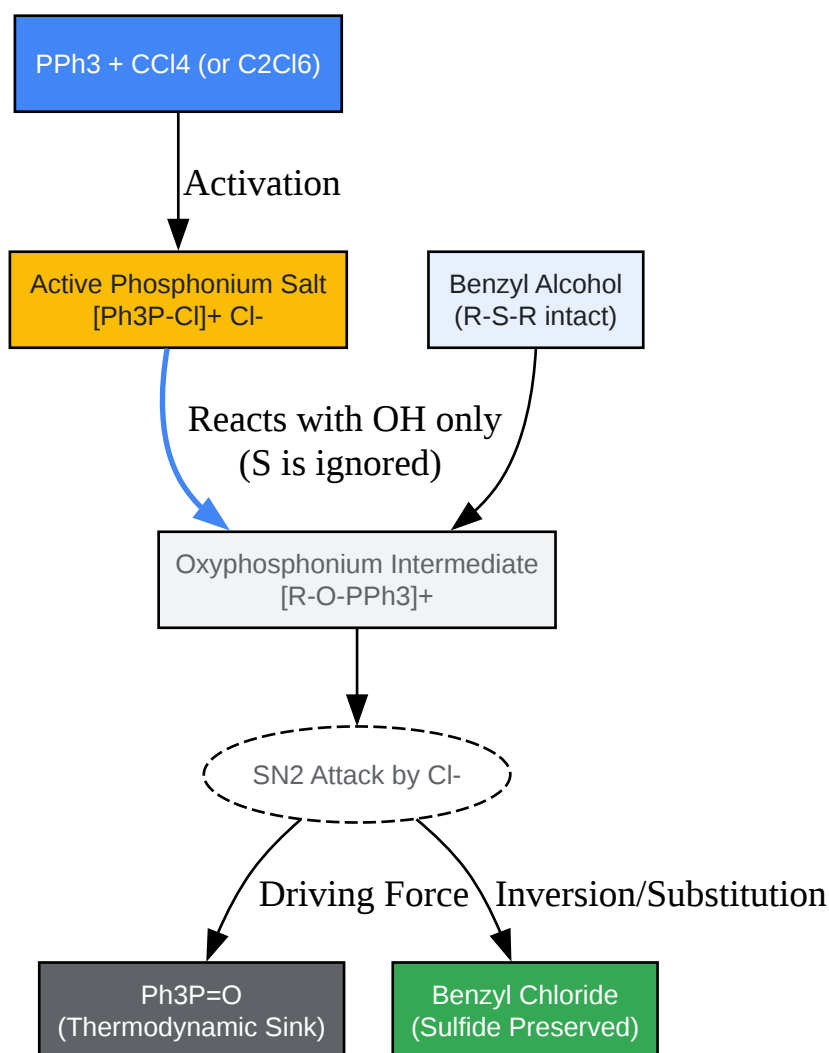 PPh3 + CCl4 (or C2Cl6)
Activation
Active Phosphonium Salt
[Ph3P-Cl]+ Cl-
Benzyl Alcohol
(R-S-R intact)
Reacts with OH only
(S is ignored)
Oxyphosphonium Intermediate
[R-O-PPh3]+
SN2 Attack by Cl-
Driving Force
Inversion/Substitution
Ph3P=O
(Thermodynamic Sink)
Benzyl Chloride
(Sulfide Preserved)